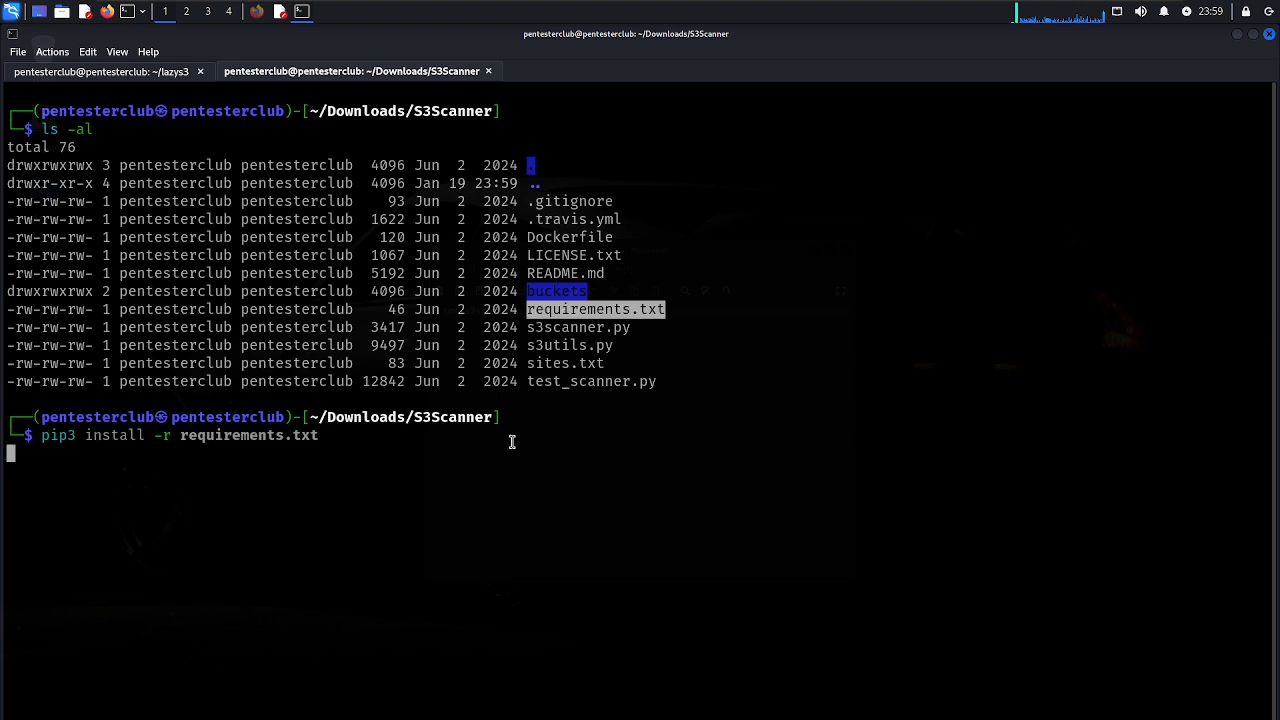 1 2 3 4 23:59
pentesterclub@pentesterclub: ~/Downloads/S3Scanner
File Actions Edit View Help
pentesterclub@pentesterclub: ~/lazys3 × pentesterclub@pentesterclub: ~/Downloads/S3Scanner ×
┌──(pentesterclub㉿pentesterclub)-[~/Downloads/S3Scanner]
└─$ ls -al
total 76
drwxrwxrwx 3 pentesterclub pentesterclub 4096 Jun 2 2024 .
drwxr-xr-x 4 pentesterclub pentesterclub 4096 Jan 19 23:59 ..
-rw-rw-rw- 1 pentesterclub pentesterclub 93 Jun 2 2024 .gitignore
-rw-rw-rw- 1 pentesterclub pentesterclub 1622 Jun 2 2024 .travis.yml
-rw-rw-rw- 1 pentesterclub pentesterclub 120 Jun 2 2024 Dockerfile
-rw-rw-rw- 1 pentesterclub pentesterclub 1067 Jun 2 2024 LICENSE.txt
-rw-rw-rw- 1 pentesterclub pentesterclub 5192 Jun 2 2024 README.md
drwxrwxrwx 2 pentesterclub pentesterclub 4096 Jun 2 2024 buckets
-rw-rw-rw- 1 pentesterclub pentesterclub 46 Jun 2 2024 requirements.txt
-rw-rw-rw- 1 pentesterclub pentesterclub 3417 Jun 2 2024 s3scanner.py
-rw-rw-rw- 1 pentesterclub pentesterclub 9497 Jun 2 2024 s3utils.py
-rw-rw-rw- 1 pentesterclub pentesterclub 83 Jun 2 2024 sites.txt
-rw-rw-rw- 1 pentesterclub pentesterclub 12842 Jun 2 2024 test_scanner.py
┌──(pentesterclub㉿pentesterclub)-[~/Downloads/S3Scanner]
└─$ pip3 install -r requirements.txt